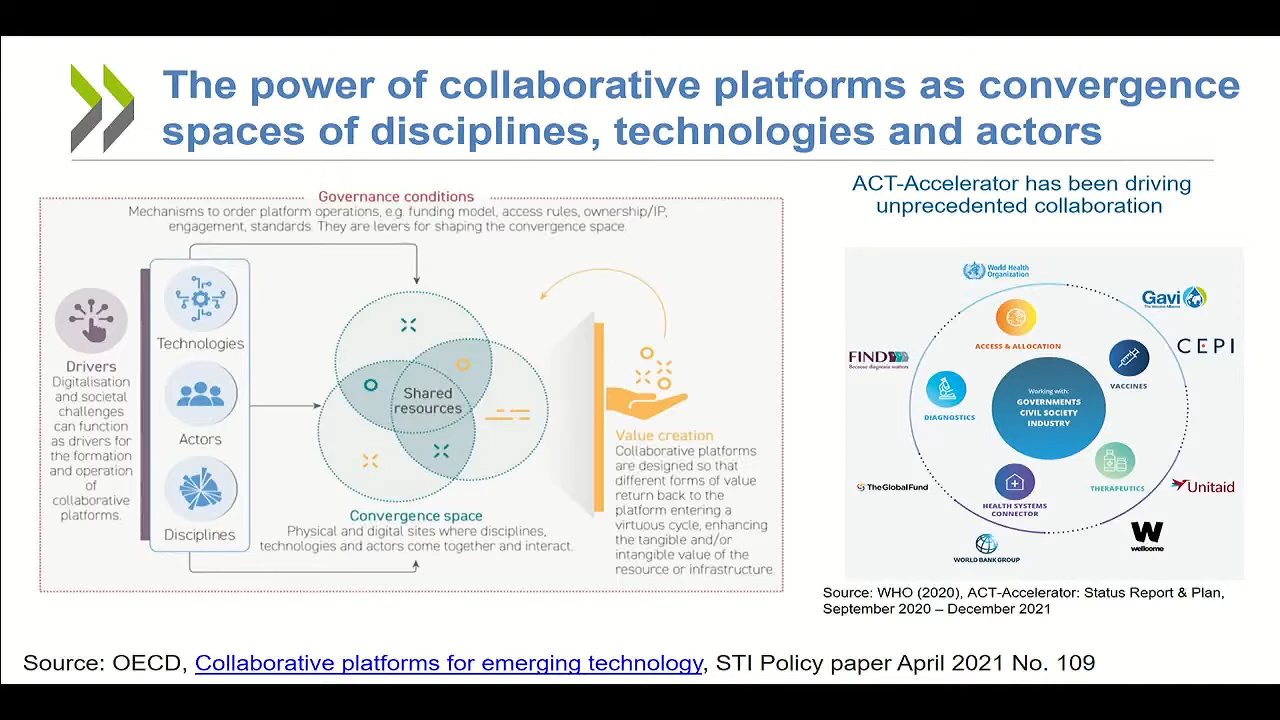 The power of collaborative platforms as convergence
spaces of disciplines, technologies and actors
Governance conditions
Mechanisms to order platform operations, e.g. funding model, access rules, ownership/IP,
engagement, standards. They are levers for shaping the convergence space.
Drivers
Digitalisation
and societal
challenges
can function
as drivers for
the formation
and operation
of
collaborative
platforms.
Technologies
Actors
Disciplines
Shared
resources
Convergence space
Physical and digital sites where disciplines,
technologies and actors come together and interact.
Value creation
Collaborative platforms
are designed so that
different forms of value
return back to the
platform entering a
virtuous cycle, enhancing
the tangible and/or
intangible value of the
resource or infrastructure.
ACT-Accelerator has been driving
unprecedented collaboration
World Health
Organization
Gavi
The Vaccine Alliance
CEPI
FIND
Because diagnosis matters
ACCESS & ALLOCATION
VACCINES
DIAGNOSTICS
Working with:
GOVERNMENTS
CIVIL SOCIETY
INDUSTRY
THERAPEUTICS
HEALTH SYSTEMS
CONNECTOR
TheGlobalFund
Unitaid
W
wellcome
WORLD BANK GROUP
Source: WHO (2020), ACT-Accelerator: Status Report & Plan,
September 2020 – December 2021
Source: OECD, Collaborative platforms for emerging technology, STI Policy paper April 2021 No. 109